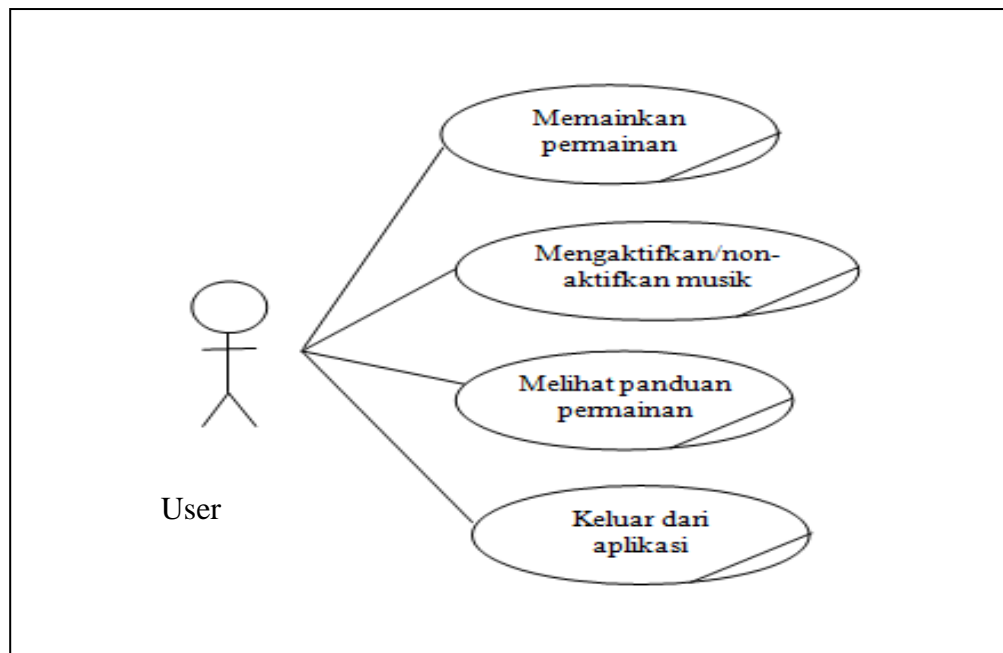 Memainkan
permainan
Mengaktifkan/non-
aktifkan musik
Melihat panduan
permainan
User
Keluar dari
aplikasi